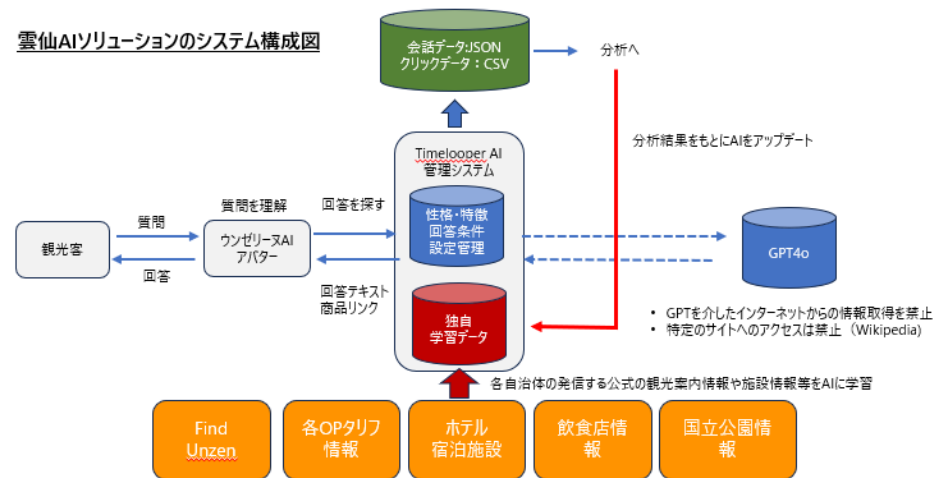 雲仙AIソリューションのシステム構成図
会話データ:JSON
クリックデータ：CSV
分析へ
分析結果をもとにAIをアップデート
Timelooper AI
管理システム
質問を理解
回答を探す
質問
性格・特徴
回答条件
設定管理
観光客
ウンゼリーヌAI
アバター
GPT4o
回答
回答テキスト
商品リンク
独自
学習データ
• GPTを介したインターネットからの情報取得を禁止
• 特定のサイトへのアクセスは禁止（Wikipedia)
各自治体の発信する公式の観光案内情報や施設情報等をAIに学習
Find
Unzen
各OPタリフ
情報
ホテル
宿泊施設
飲食店情
報
国立公園情
報